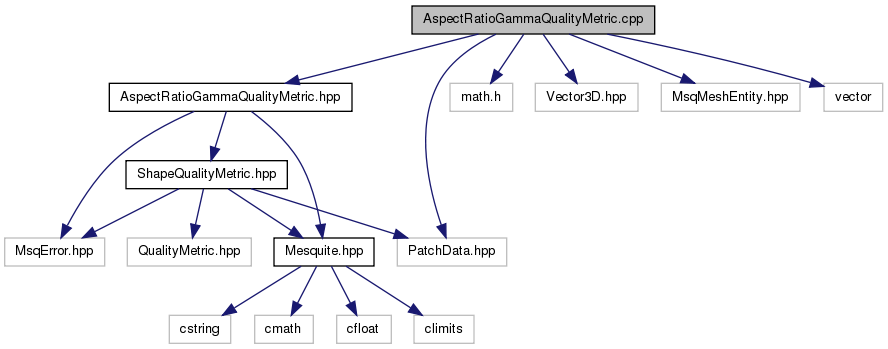 AspectRatioGammaQualityMetric.cpp
AspectRatioGammaQualityMetric.hpp
math.h
Vector3D.hpp
MsqMeshEntity.hpp
vector
ShapeQualityMetric.hpp
MsqError.hpp
QualityMetric.hpp
Mesquite.hpp
PatchData.hpp
cstring
cmath
cfloat
climits